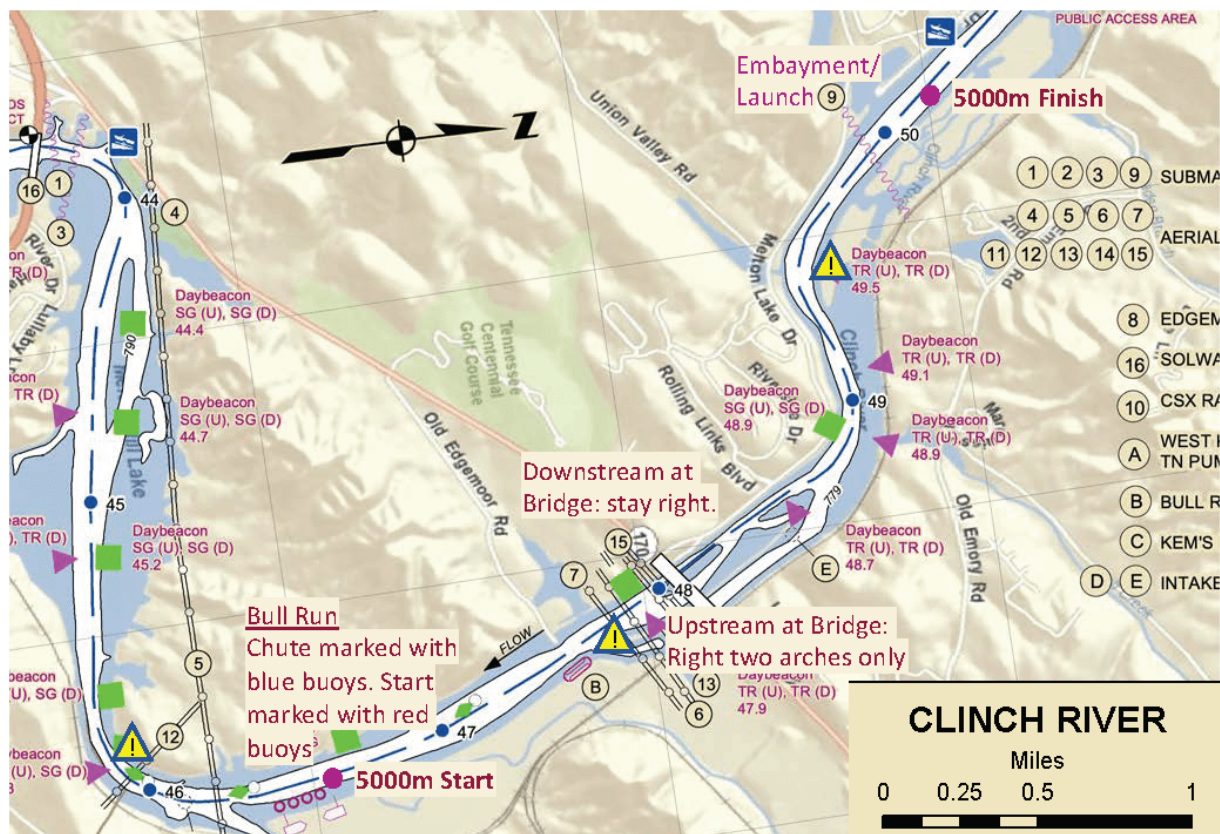 PUBLIC ACCESS AREA
Embayment/
Launch
9
5000m Finish
50
Union Valley Rd
Z
16
1
3
44
4
1 2 3 9
SUBMA
4 5 6 7
AERIAL
11 12 13 14 15
Melton Lake Dr
Daybeacon
TR (U), TR (D)
49.5
Daybeacon
SG (U), SG (D)
44.4
790
Tennessee
Centennial
Golf Course
8 EDGEM
16 SOLWA
10 CSX RA
A WEST H
TN PUM
B BULL R
C KEM'S
D E INTAKE
Daybeacon
TR (U), TR (D)
49.1
49
Rolling Links Blvd
Daybeacon
SG (U), SG (D)
48.9
Daybeacon
TR (U), TR (D)
48.9
Daybeacon
SG (U), SG (D)
44.7
Old Edgemoor Rd
Lake
45
Downstream at
Bridge: stay right.
779
Old Emory Rd
Daybeacon
TR (U), TR (D)
48.7
E
Daybeacon
SG (U), SG (D)
45.2
170
15
7
48
Bull Run
Chute marked with
blue buoys. Start
marked with red
buoys
FLOW
Upstream at Bridge:
Right two arches only
B
13
6
TR (U), TR (D)
47.9
5
12
47
46
5000m Start
CLINCH RIVER
Miles
0 0.25 0.5 1